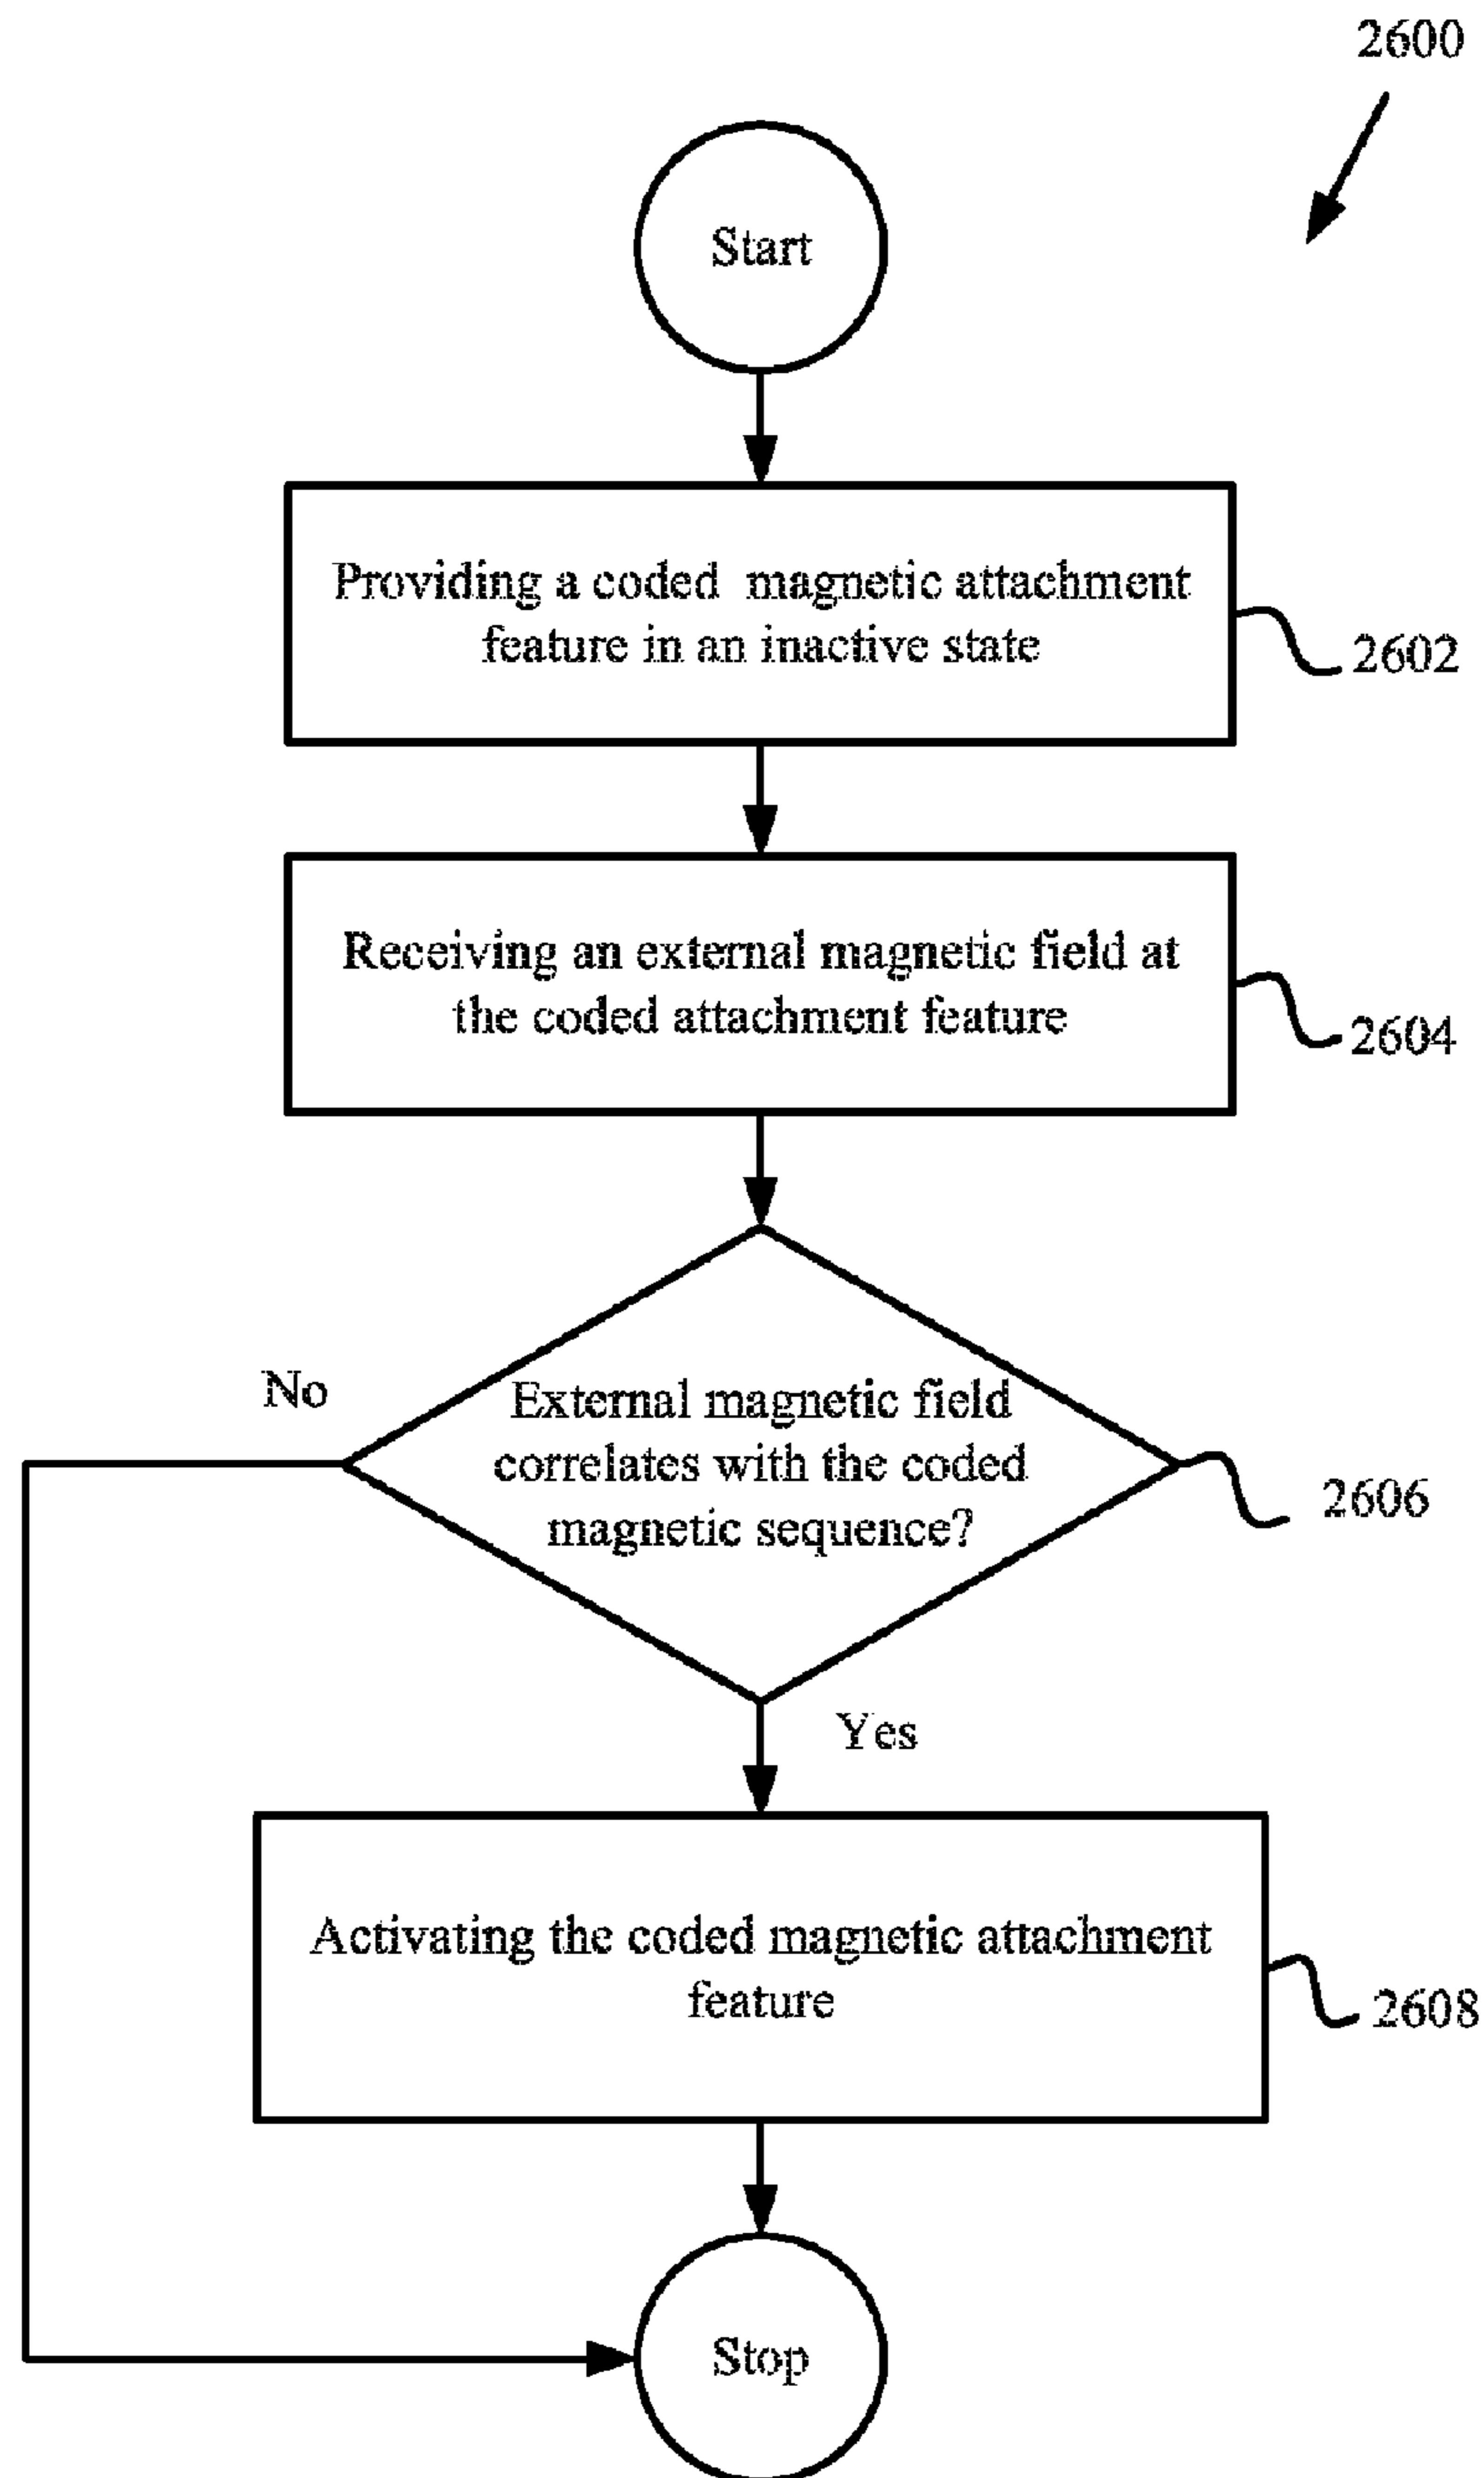 2600
Start
Providing a coded magnetic attachment
feature in an inactive state
2602
Receiving an external magnetic field at
the coded attachment feature
2604
No
External magnetic field
correlates with the coded
magnetic sequence?
2606
Yes
Activating the coded magnetic attachment
feature
2608
Stop